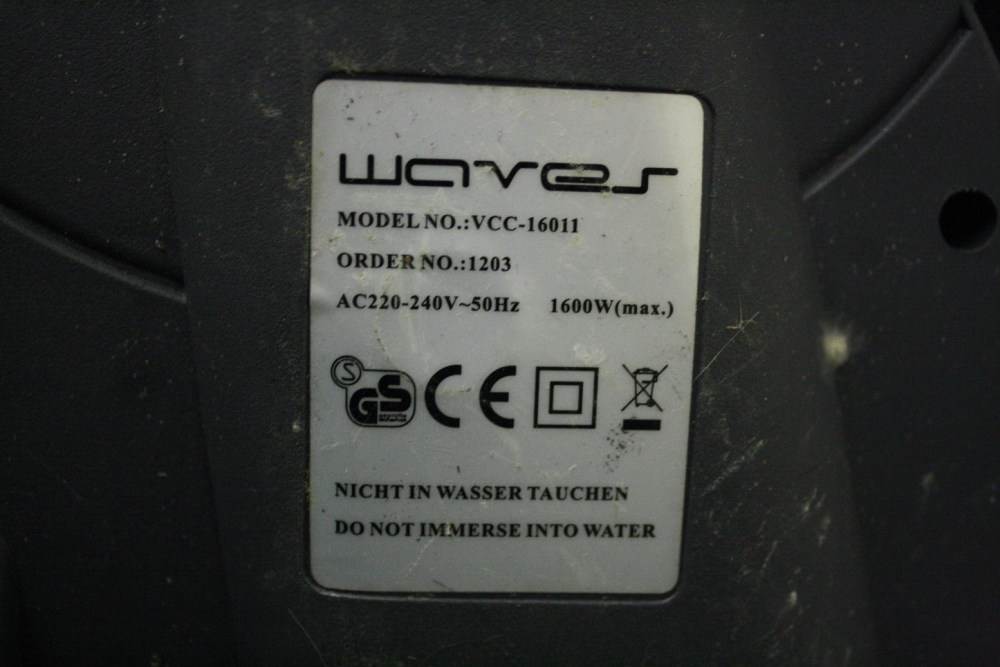 waves
MODEL NO.:VCC-16011
ORDER NO.:1203
AC220-240V~50Hz 1600W(max.)
S GS CE
NICHT IN WASSER TAUCHEN
DO NOT IMMERSE INTO WATER